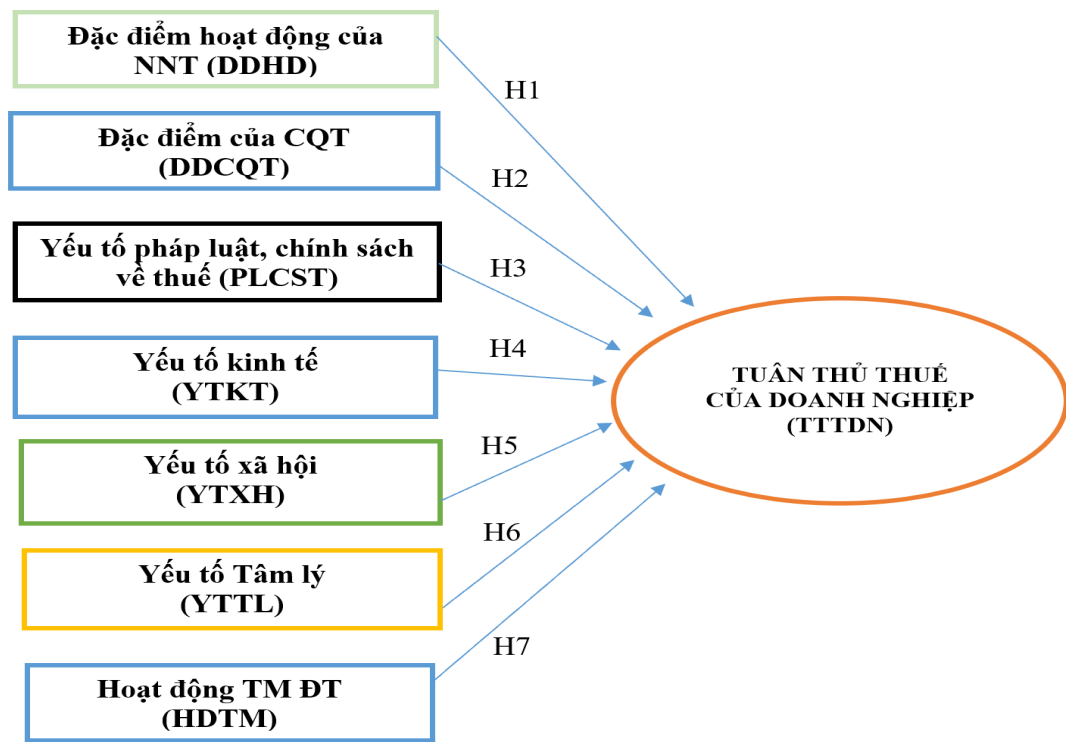 Đặc điểm hoạt động của
NNT (DDHD)
H1
Đặc điểm của CQT
(DDCQT)
H2
Yếu tố pháp luật, chính sách
về thuế (PLCST)
H3
Yếu tố kinh tế
(YTKT)
H4
Yếu tố xã hội
(YTXH)
H5
Yếu tố Tâm lý
(YTTL)
H6
Hoạt động TM ĐT
(HDTM)
H7
TUÂN THỦ THUẾ
CỦA DOANH NGHIỆP
(TTTDN)